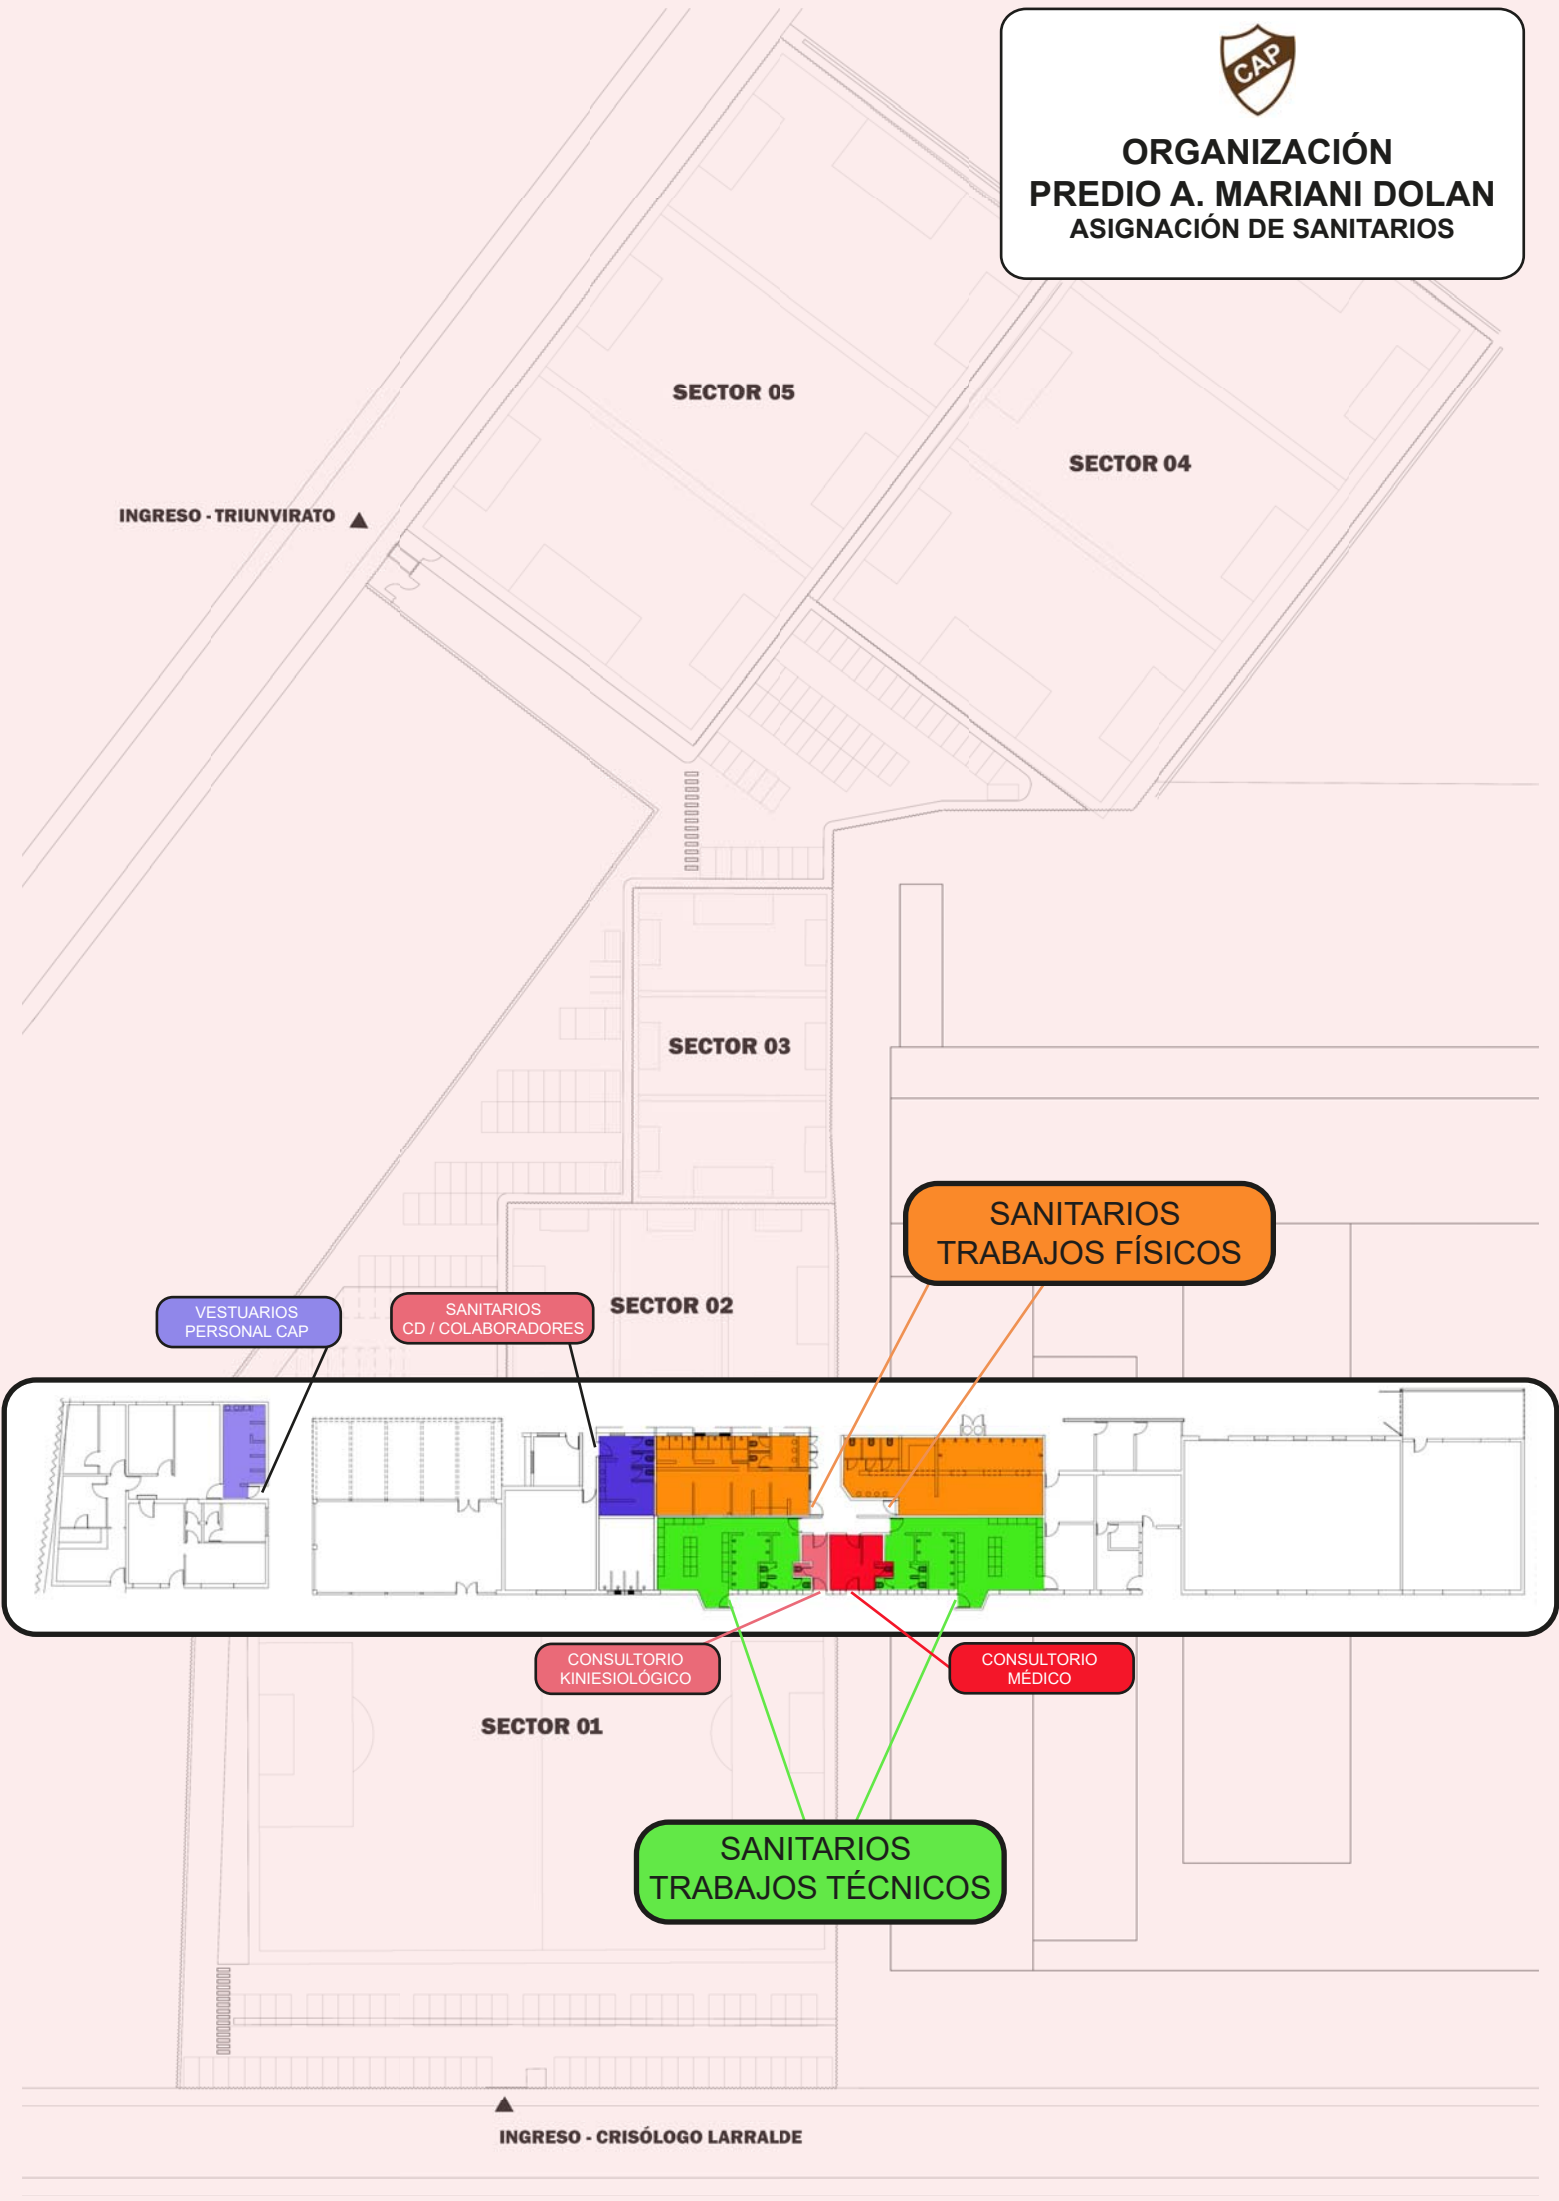 CAP
ORGANIZACIÓN
PREDIO A. MARIANI DOLAN
ASIGNACIÓN DE SANITARIOS
SECTOR 05
SECTOR 04
INGRESO - TRIUNVIRATO
SECTOR 03
SANITARIOS
TRABAJOS FÍSICOS
VESTUARIOS
PERSONAL CAP
SANITARIOS
CD / COLABORADORES
SECTOR 02
CONSULTORIO
KINIESIOLÓGICO
CONSULTORIO
MÉDICO
SECTOR 01
SANITARIOS
TRABAJOS TÉCNICOS
INGRESO - CRISÓLOGO LARRALDE